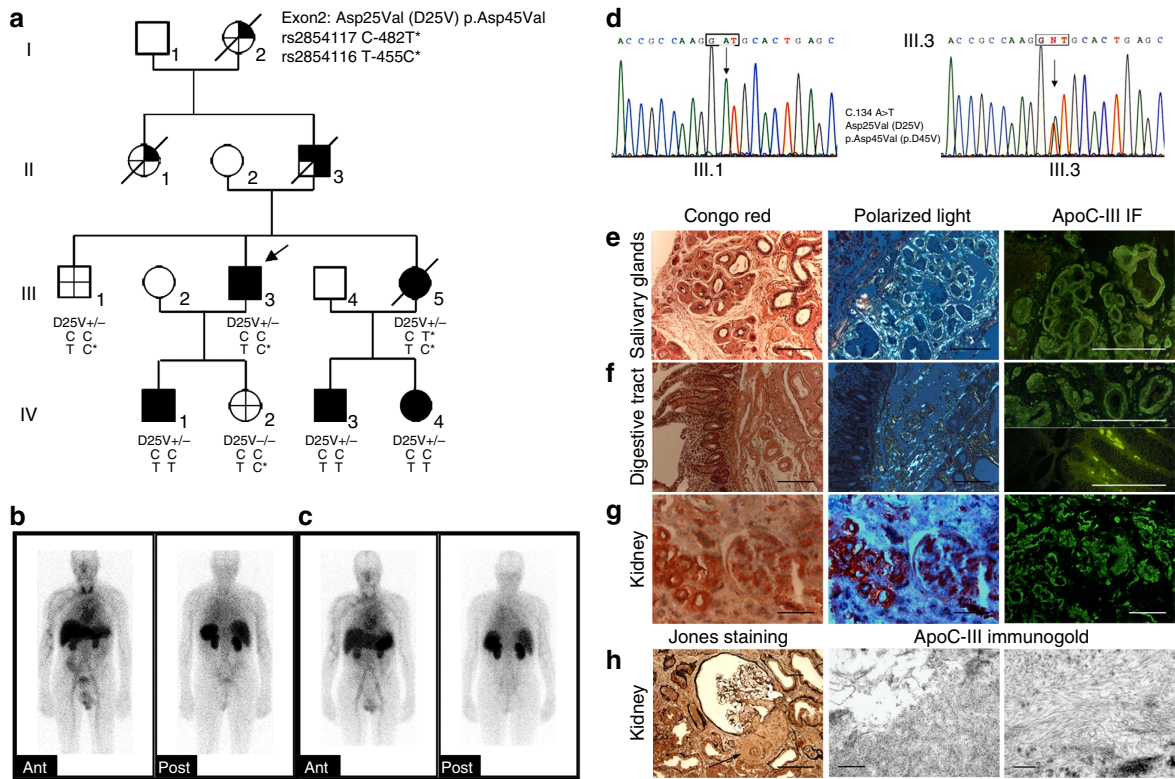 a
Exon2: Asp25Val (D25V) p.Asp45Val
rs2854117 C-482T*
rs2854116 T-455C*
I
1
2
II
1
2
3
III
1
2
3
4
5
D25V+/– D25V+/– D25V+/–
C C C C C T*
T C* T C* T C*
IV
1
2
3
4
D25V+/– D25V–/– D25V+/– D25V+/–
C C C C C C C C
T T T C* T T T T
b
Ant
Post
c
Ant
Post
d
A C C G C C A A G G A T G C A C T G A G C
III.1
C.134 A>T
Asp25Val (D25V)
p.Asp45Val (p.D45V)
III.3
A C C G C C A A G G N T G C A C T G A G C
III.3
Congo red
Polarized light
ApoC-III IF
e
Salivary glands
f
Digestive tract
g
Kidney
Jones staining
ApoC-III immunogold
h
Kidney